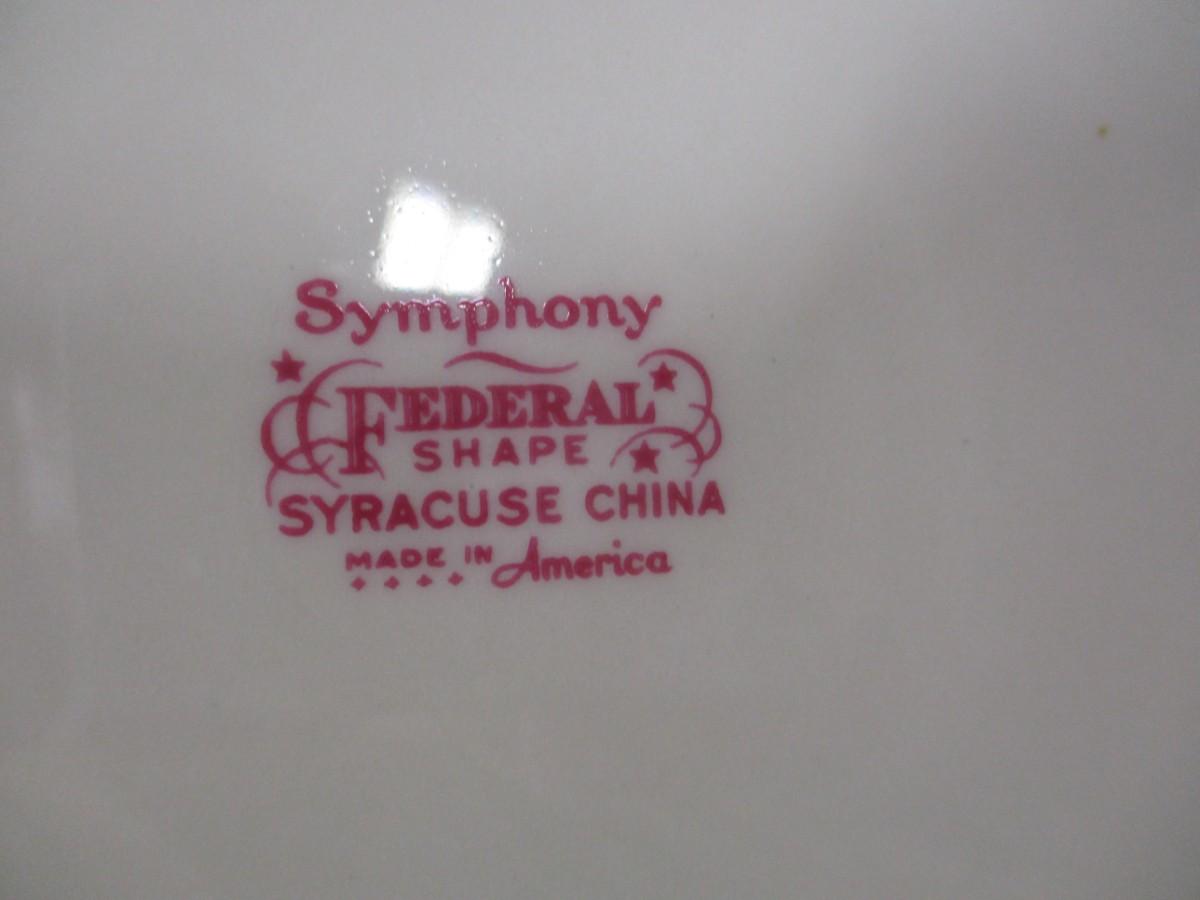 Symphony
FEDERAL
SHAPE
SYRACUSE CHINA
MADE IN America